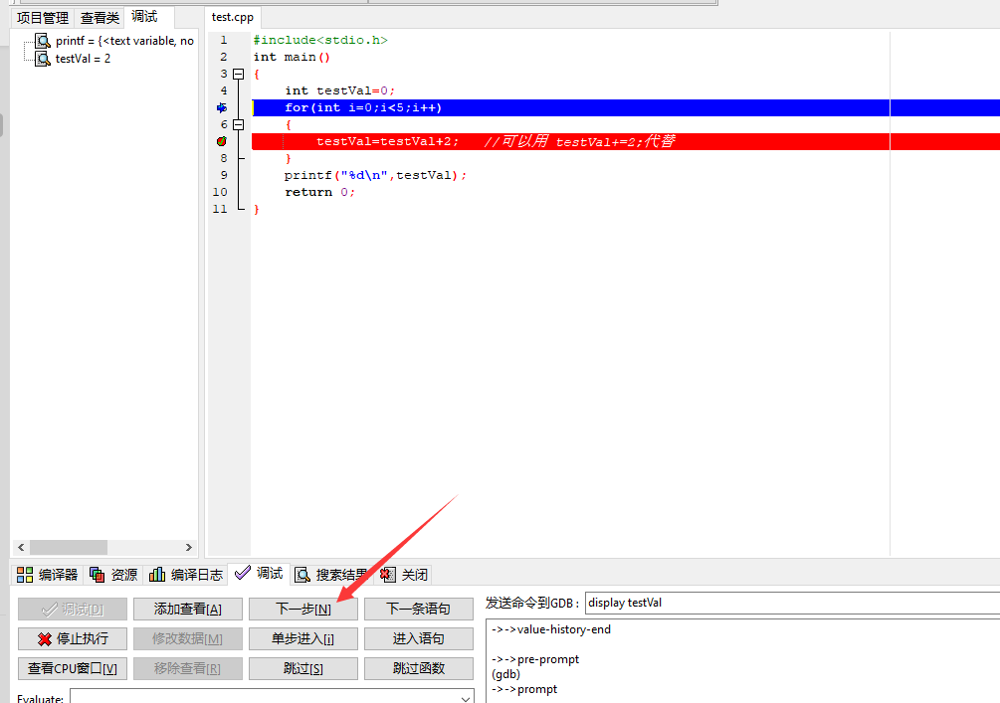 项目管理 查看类 调试
printf = {<text variable, no
testVal = 2
test.cpp
1 #include<stdio.h>
2 int main()
3 {
4 int testVal=0;
for(int i=0;i<5;i++)
6 {
testVal=testVal+2; //可以用 testVal+=2;代替
8 }
9 printf("%d\n",testVal);
10 return 0;
11 }
编译器 资源 编译日志 调试 搜索结果 关闭
调试[D] 添加查看[A] 下一步[N] 下一条语句
停止执行 修改数据[M] 单步进入[i] 进入语句
查看CPU窗口[V] 移除查看[R] 跳过[S] 跳过函数
Evaluate:
发送命令到GDB: display testVal
->->value-history-end
->->pre-prompt
(gdb)
->->prompt